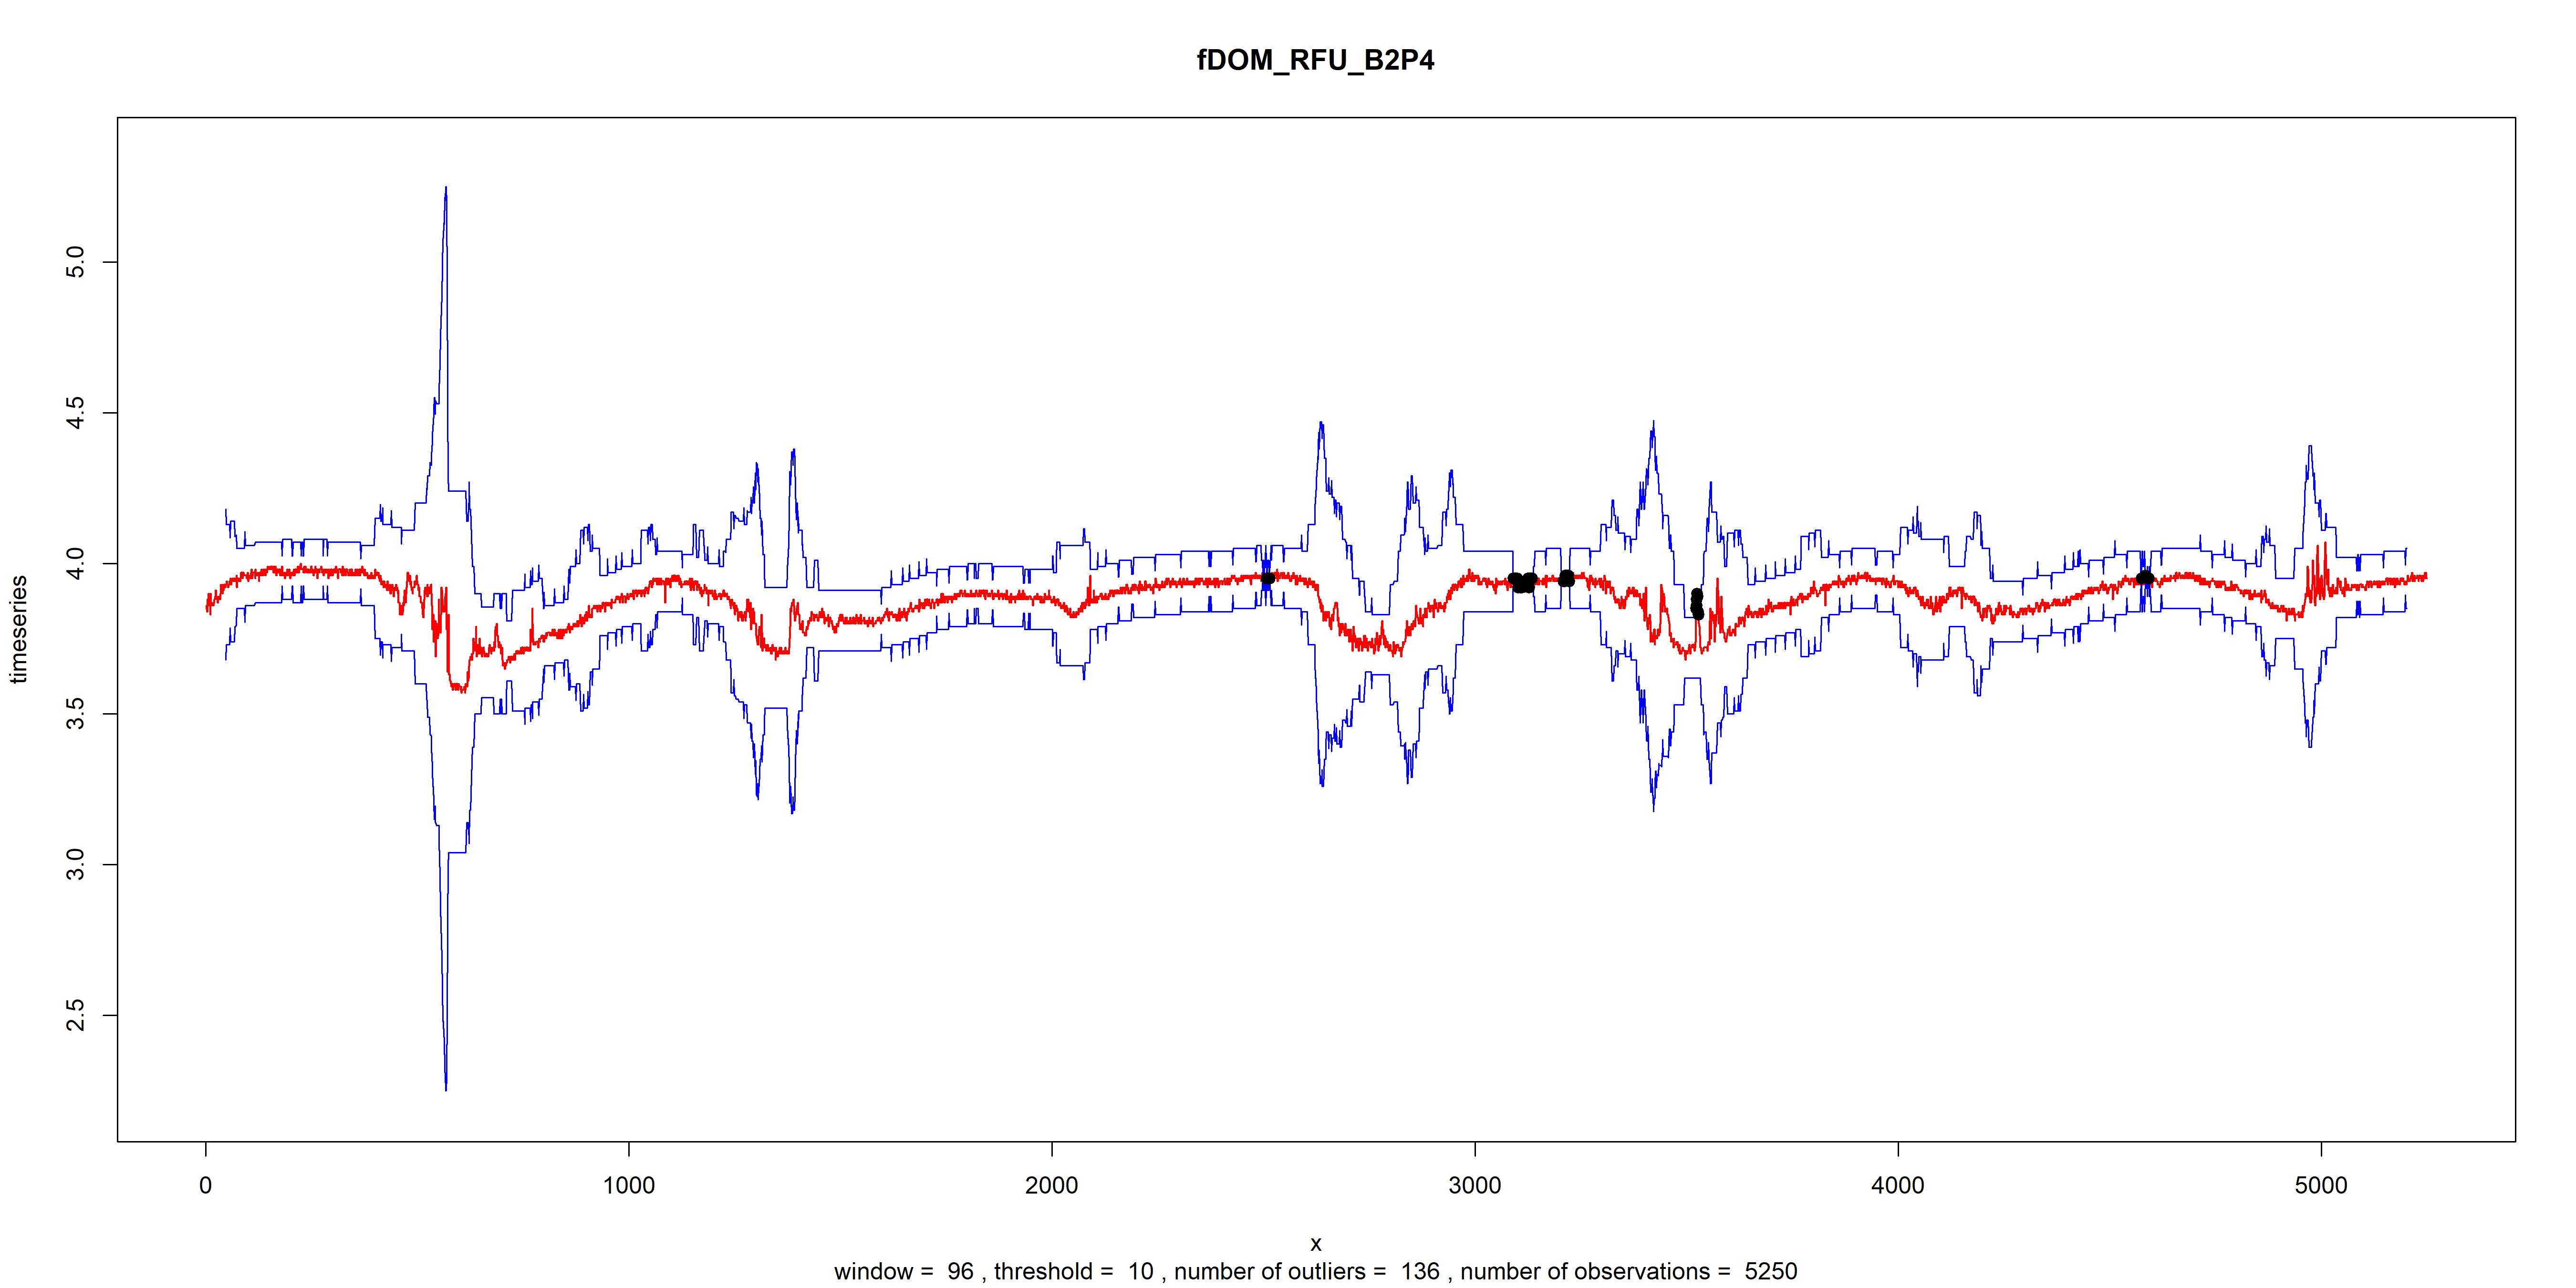 fDOM_RFU_B2P4
timeseries
5.0
4.5
4.0
3.5
3.0
2.5
0 1000 2000 3000 4000 5000
x
window =  96 , threshold =  10 , number of outliers =  136 , number of observations =  5250